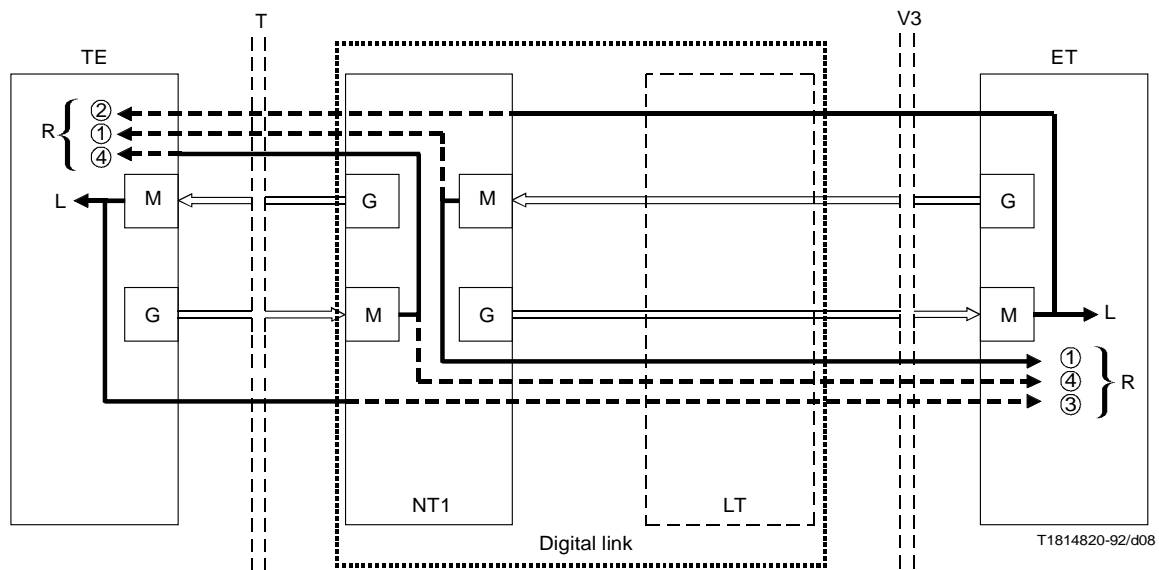 T
V3
TE
ET
R { ②
①
④
L
M
G
M
G
G
M
G
M
L
①
④
③ } R
NT1
LT
Digital link
T1814820-92/d08